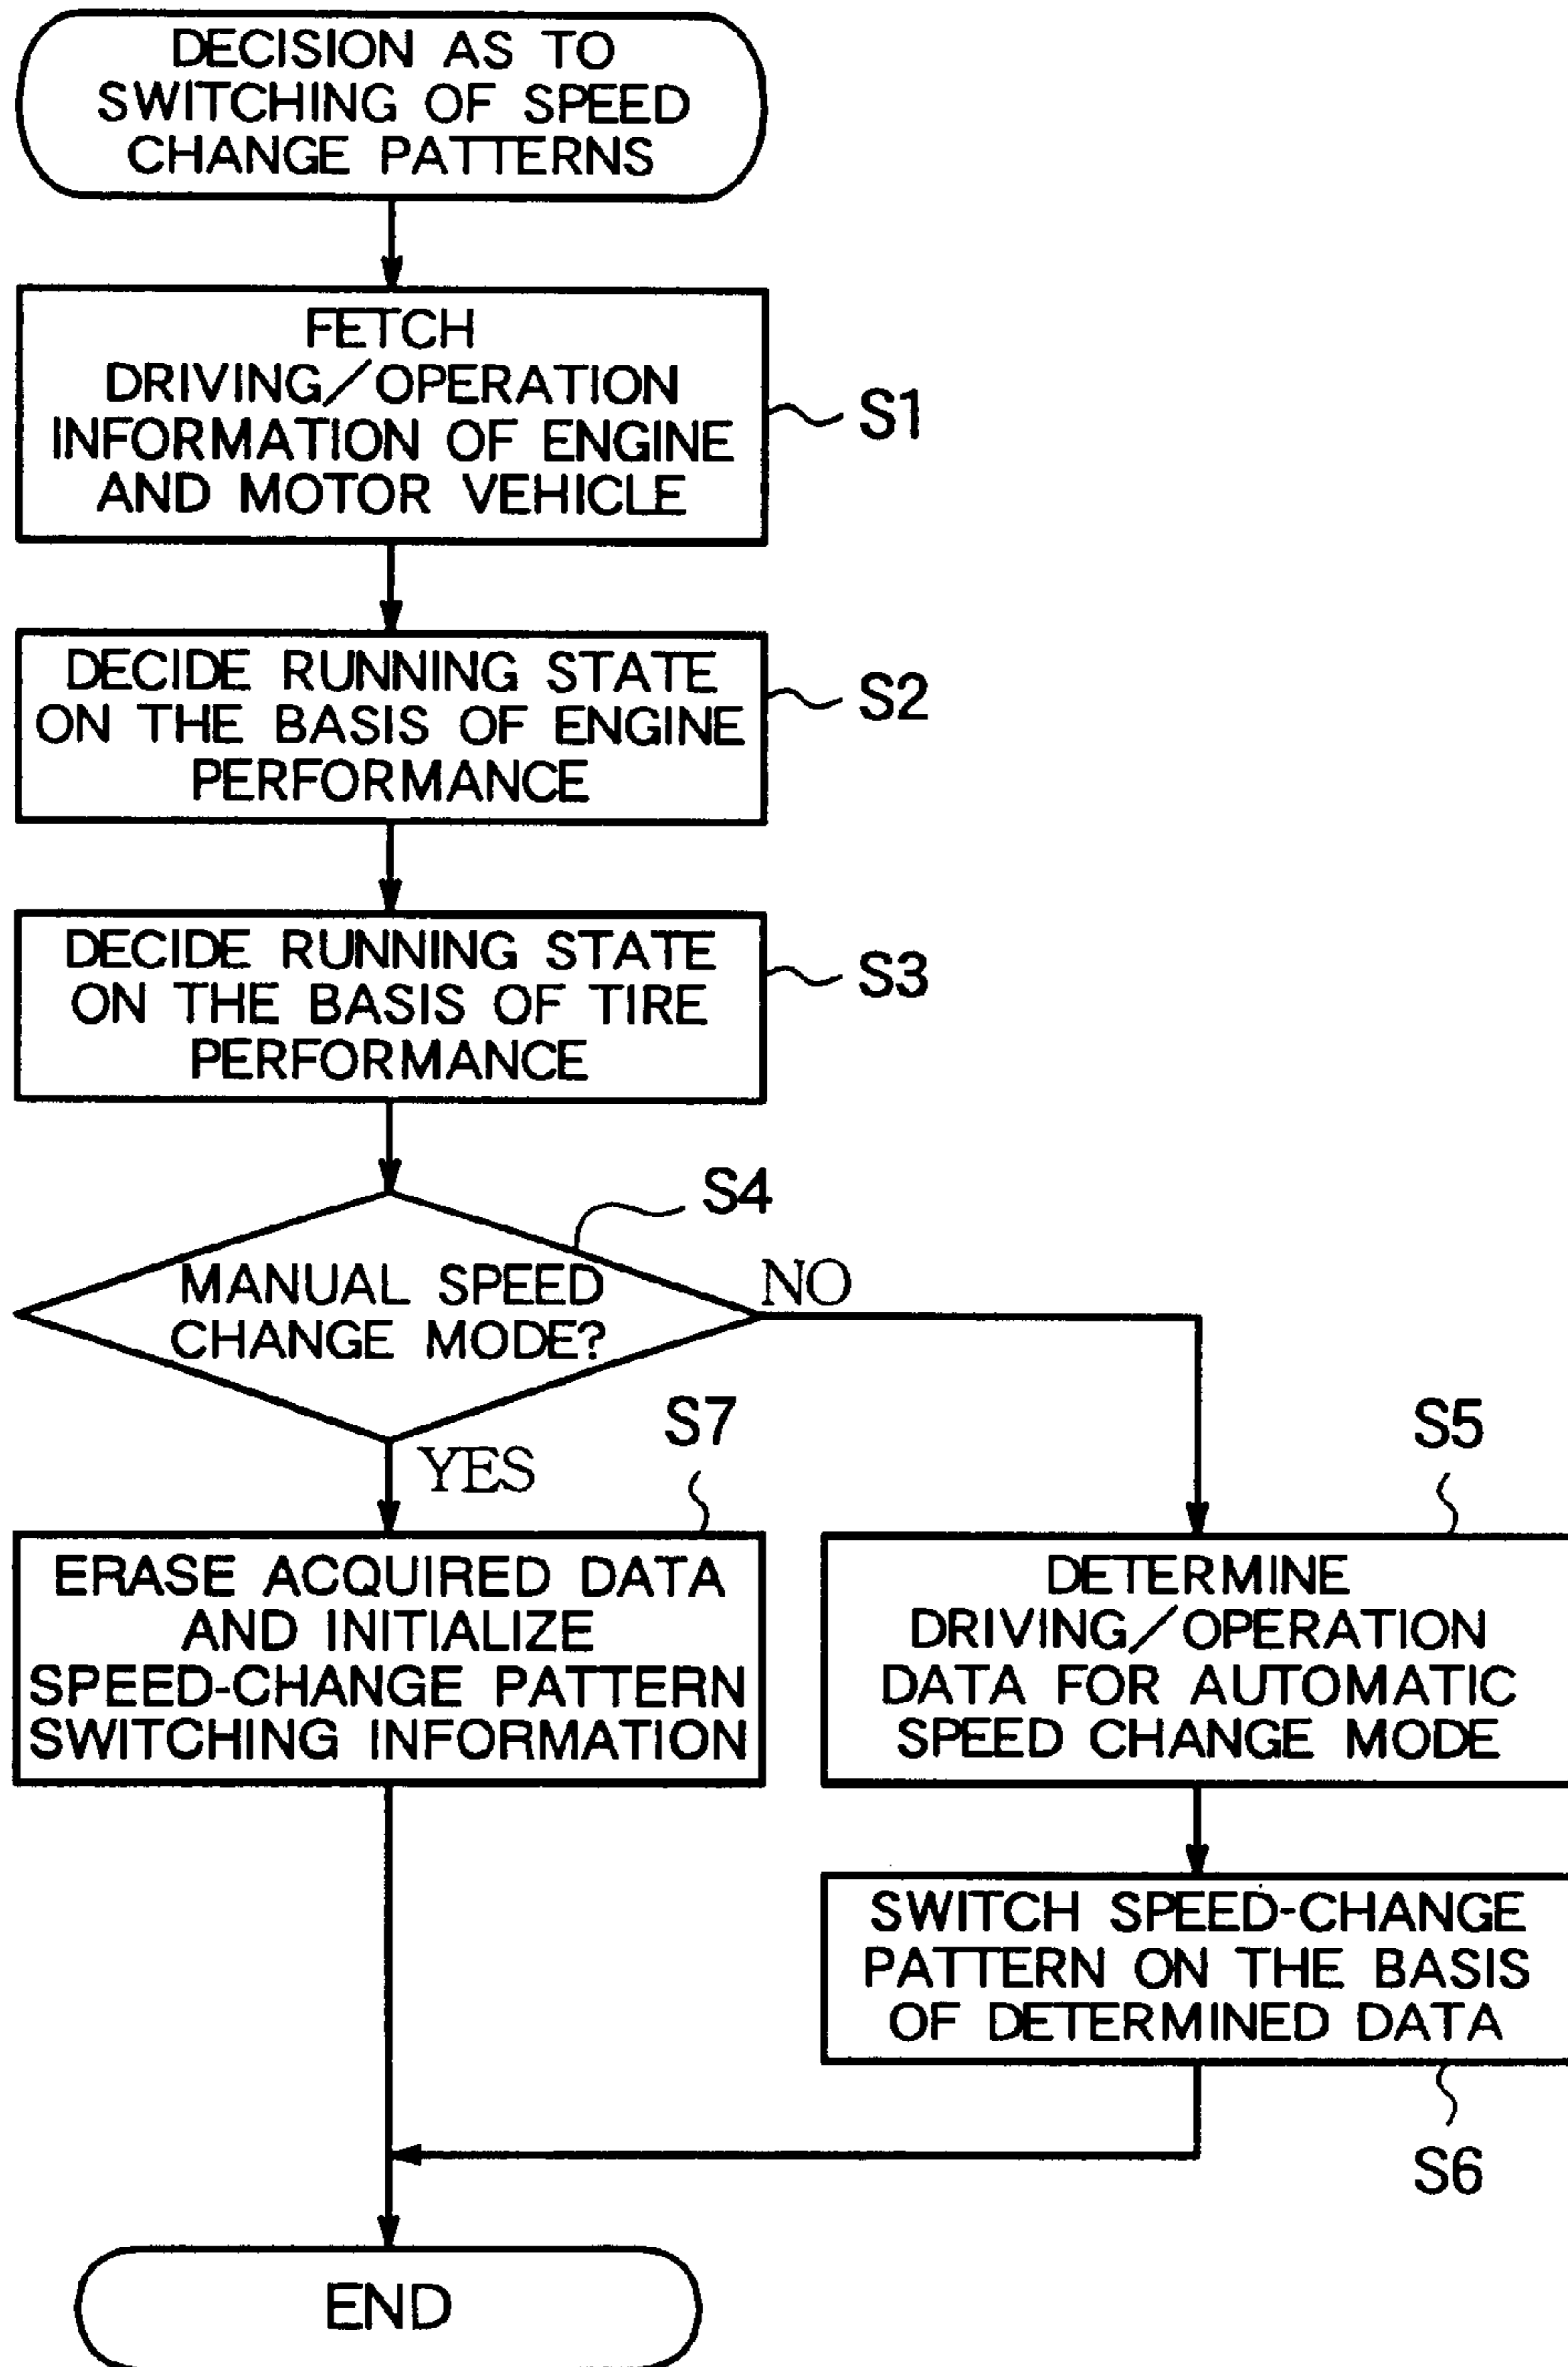 DECISION AS TO
SWITCHING OF SPEED
CHANGE PATTERNS
FETCH
DRIVING/OPERATION
INFORMATION OF ENGINE
AND MOTOR VEHICLE
S1
DECIDE RUNNING STATE
ON THE BASIS OF ENGINE
PERFORMANCE
S2
DECIDE RUNNING STATE
ON THE BASIS OF TIRE
PERFORMANCE
S3
S4
MANUAL SPEED
CHANGE MODE?
NO
YES
S7
ERASE ACQUIRED DATA
AND INITIALIZE
SPEED-CHANGE PATTERN
SWITCHING INFORMATION
S5
DETERMINE
DRIVING/OPERATION
DATA FOR AUTOMATIC
SPEED CHANGE MODE
SWITCH SPEED-CHANGE
PATTERN ON THE BASIS
OF DETERMINED DATA
S6
END